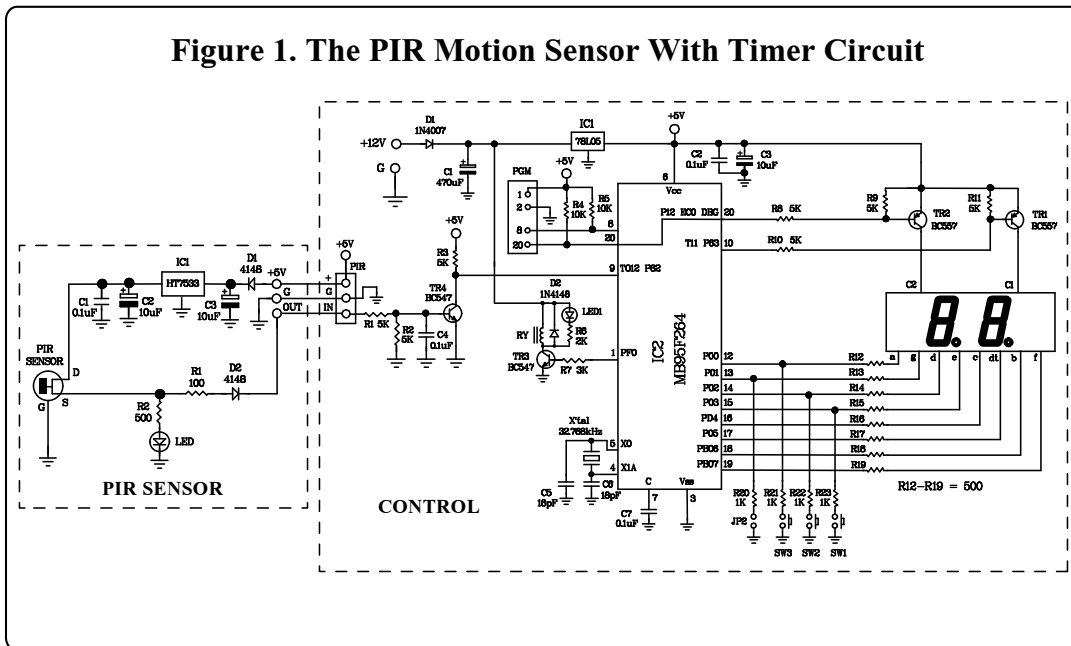 Figure 1. The PIR Motion Sensor With Timer Circuit
+5V
D1
1N4007
IC1
78L05
+12V
G
C1
470uF
C2
0.1uF
C3
10uF
PGM
1
2
8
20
+5V
R4
10K
R5
10K
6
Vcc
8
20
P12 EC0 DBG
20
R8 5K
R9
5K
TR2
BC557
R11
5K
TR1
BC557
T11 P63
10
R10 5K
+5V
R3
5K
9
TO12 P62
TR4
BC547
+5V
PIR
+
G
IN
R1 5K
R2
5K
C4
0.1uF
D2
1N4148
LED1
R6
2K
RY
TR3
BC547
R7 3K
1
PF0
IC2
MB95F264
C2
C1
8.8.
a
g
d
e
c
dt
b
f
P00
12
R12
P01
13
R13
P02
14
R14
P03
15
R15
PD4
16
R16
P05
17
R17
PB06
18
R18
PB07
19
R19
R12-R19 = 500
X'tal
32.768kHz
5
X0
4
X1A
C5
18pF
C6
18pF
C
7
C7
0.1uF
Vss
3
R20
1K
R21
1K
R22
1K
R23
1K
JP2
SW3
SW2
SW1
CONTROL
IC1
HT7533
D1
4148
+5V
G
OUT
C1
0.1uF
C2
10uF
C3
10uF
PIR
SENSOR
D
G
S
R1
100
D2
4148
R2
500
LED
PIR SENSOR